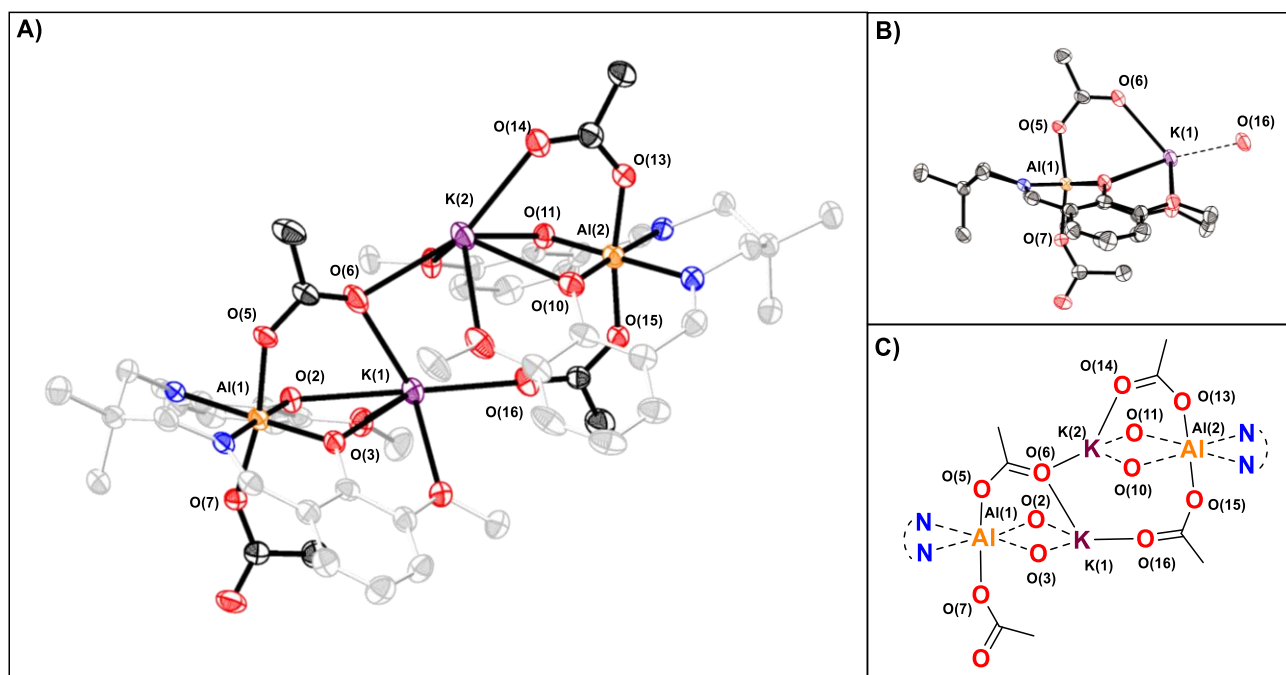 A)
O(14)
O(13)
K(2)
O(11)
Al(2)
O(6)
O(10)
O(5)
O(15)
Al(1)
O(2)
K(1)
O(16)
O(3)
O(7)
B)
O(6)
O(5)
K(1)
O(16)
Al(1)
O(7)
C)
O(14)
O
O
O(13)
O(11)
Al(2)
K(2)
O
N
O(6)
K
Al
O(5)
O
O
N
O
O(10)
O(2)
O
O(15)
Al(1)
N
O
Al
K
O
N
O
K(1)
O(16)
O(3)
O(7)
O
O